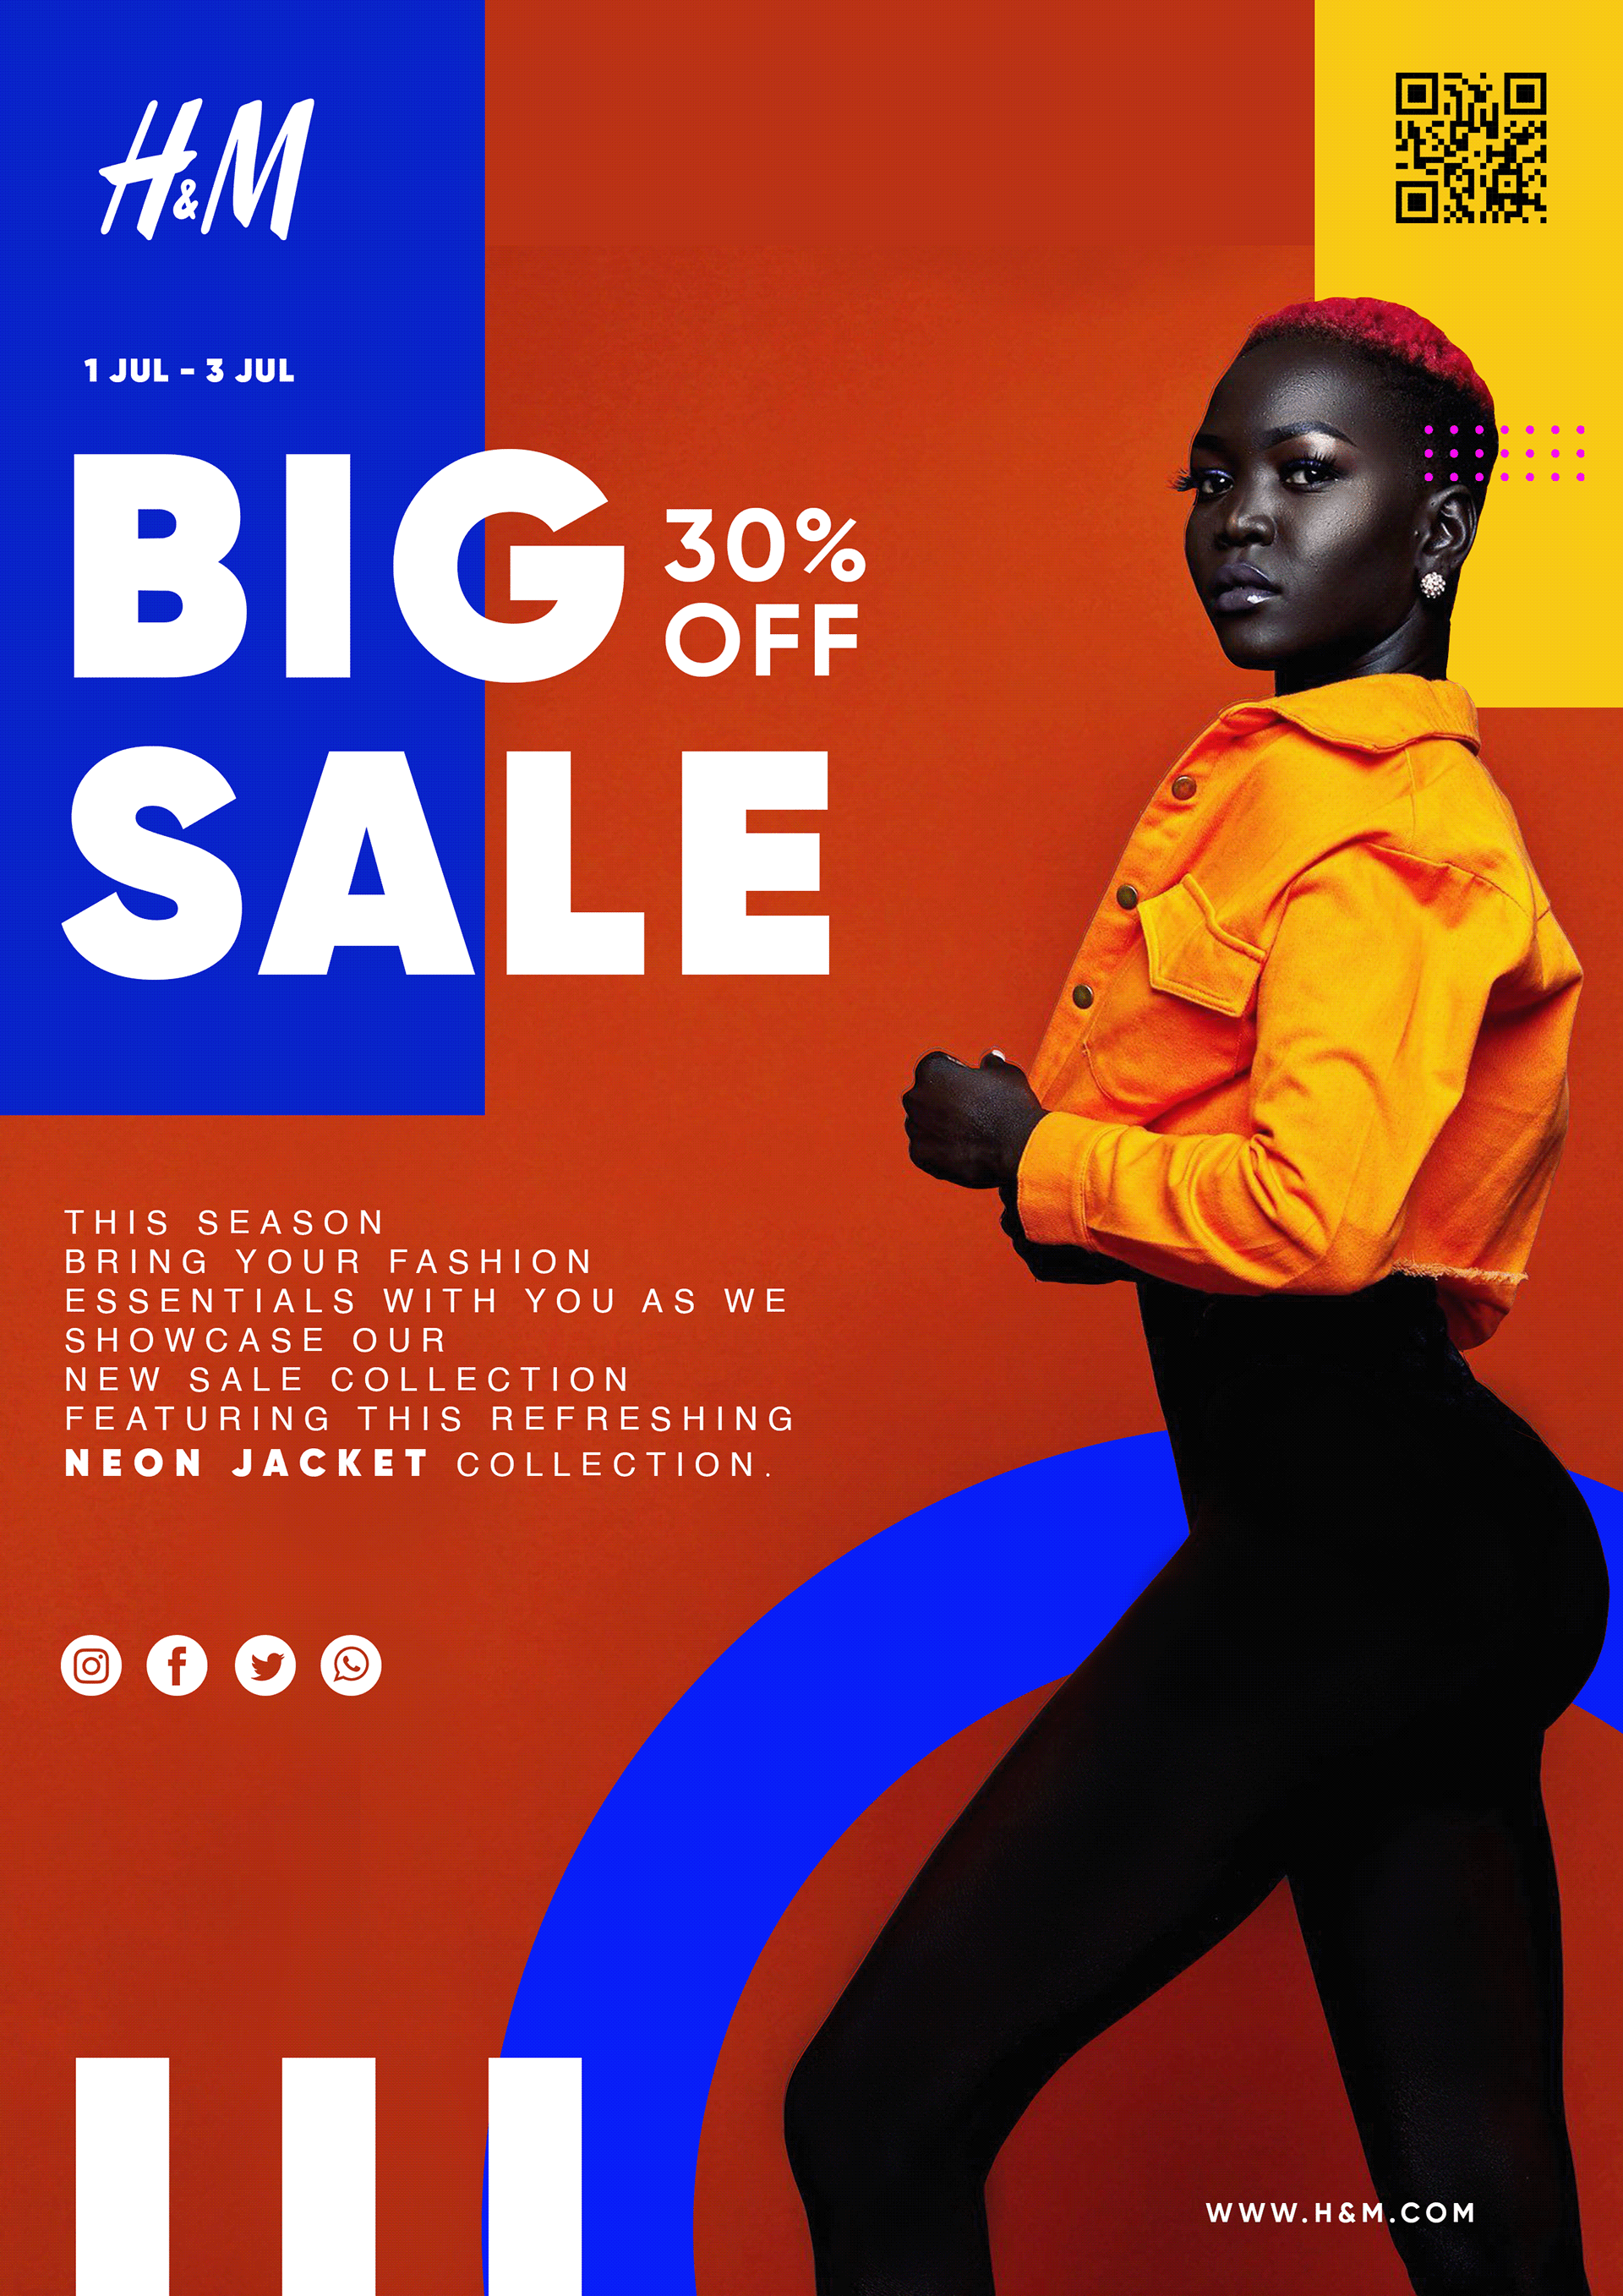 H&M
1 JUL - 3 JUL
BIG
30%
OFF
SALE
THIS SEASON
BRING YOUR FASHION
ESSENTIALS WITH YOU AS WE
SHOWCASE OUR
NEW SALE COLLECTION
FEATURING THIS REFRESHING
NEON JACKET COLLECTION.
WWW.H&M.COM